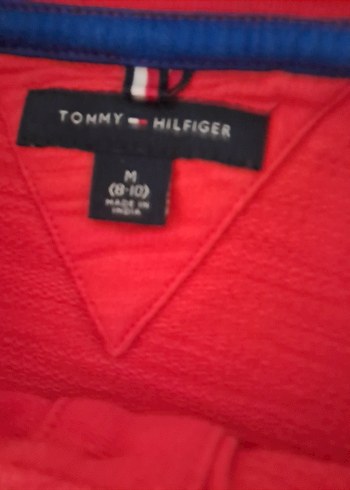 TOMMY HILFIGER
M
(8-10)
MADE IN
INDIA